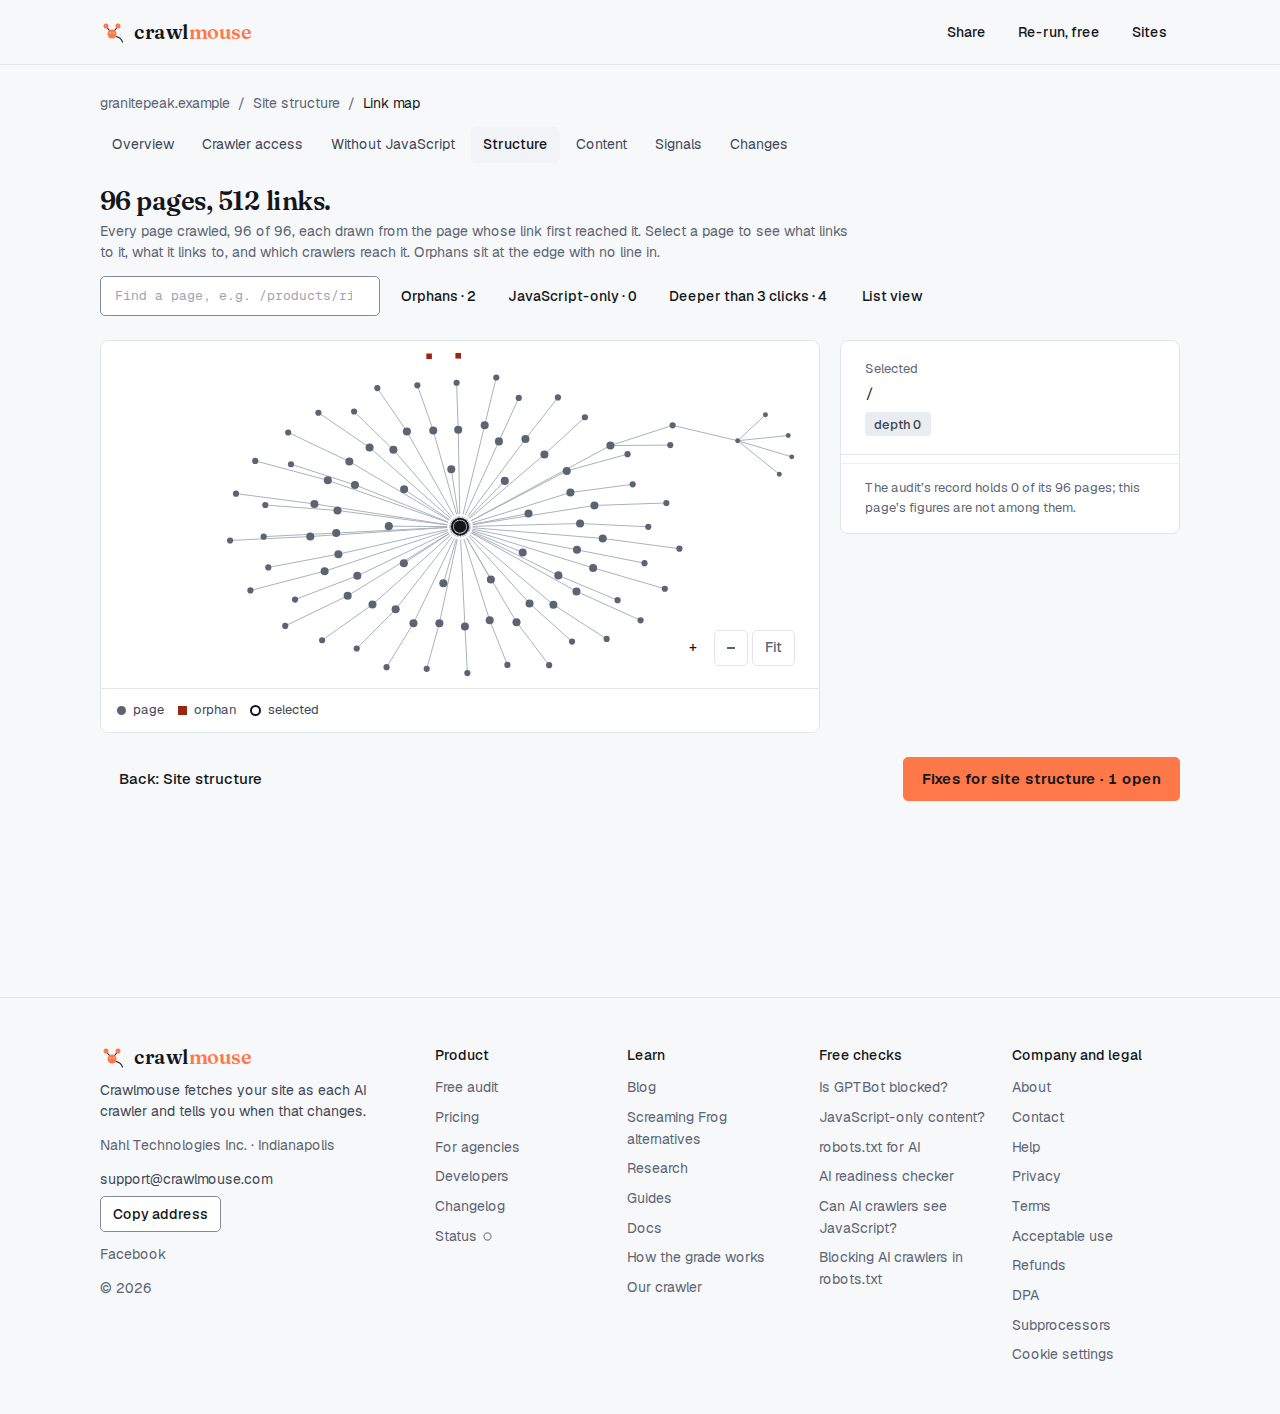 crawlmouse
Share Re-run, free Sites
granitepeak.example / Site structure / Link map
Overview Crawler access Without JavaScript Structure Content Signals Changes
96 pages, 512 links.
Every page crawled, 96 of 96, each drawn from the page whose link first reached it. Select a page to see what links
to it, what it links to, and which crawlers reach it. Orphans sit at the edge with no line in.
Find a page, e.g. /products/ri
Orphans · 2 JavaScript-only · 0 Deeper than 3 clicks · 4 List view
Selected
/
depth 0
The audit's record holds 0 of its 96 pages; this
page's figures are not among them.
+ − Fit
page orphan selected
Back: Site structure
Fixes for site structure · 1 open
crawlmouse
Crawlmouse fetches your site as each AI
crawler and tells you when that changes.
Nahl Technologies Inc. · Indianapolis
support@crawlmouse.com
Copy address
Facebook
© 2026
Product
Free audit
Pricing
For agencies
Developers
Changelog
Status
Learn
Blog
Screaming Frog
alternatives
Research
Guides
Docs
How the grade works
Our crawler
Free checks
Is GPTBot blocked?
JavaScript-only content?
robots.txt for AI
AI readiness checker
Can AI crawlers see
JavaScript?
Blocking AI crawlers in
robots.txt
Company and legal
About
Contact
Help
Privacy
Terms
Acceptable use
Refunds
DPA
Subprocessors
Cookie settings